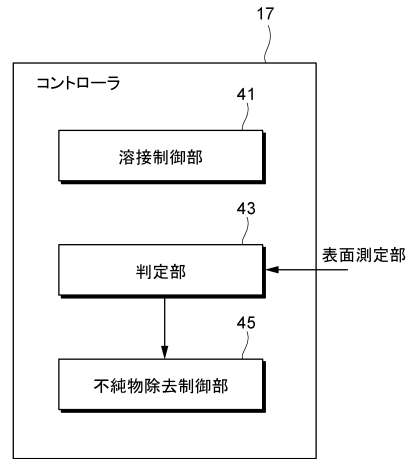 17
コントローラ
41
溶接制御部
43
判定部
表面測定部
45
不純物除去制御部